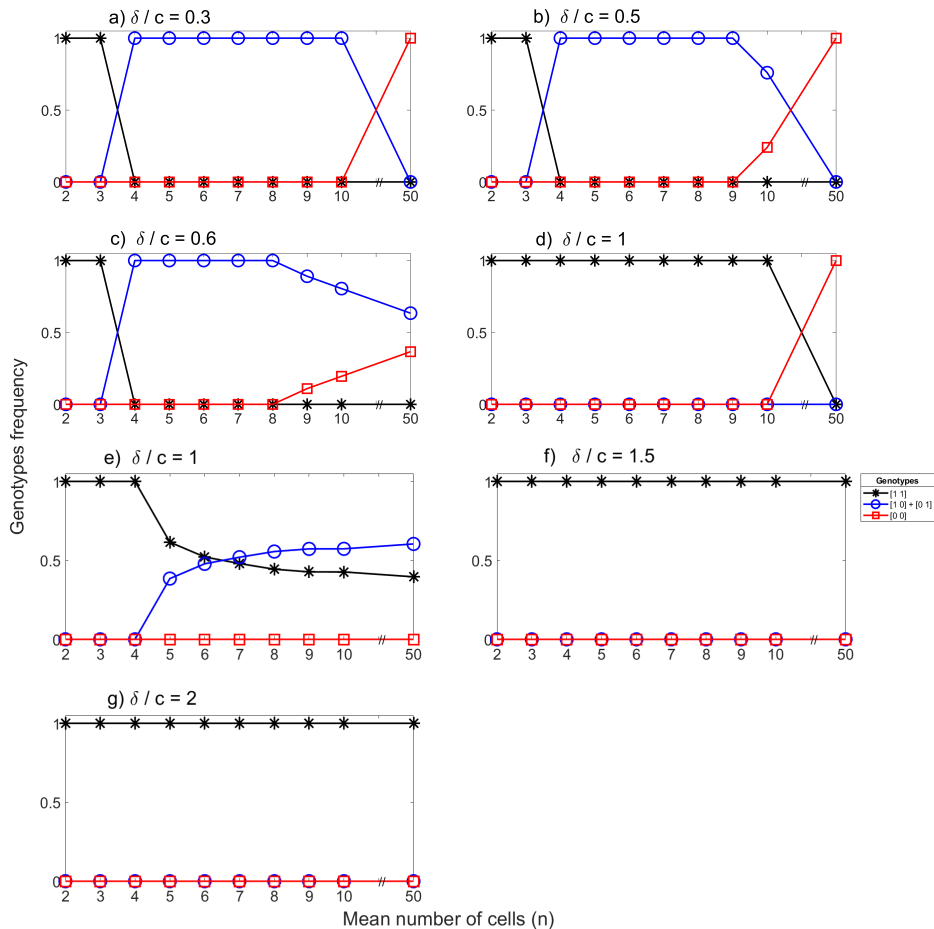 a) δ / c = 0.3
1
0.5
0
2 3 4 5 6 7 8 9 10 // 50
b) δ / c = 0.5
1
0.5
0
2 3 4 5 6 7 8 9 10 // 50
c) δ / c = 0.6
1
0.5
0
2 3 4 5 6 7 8 9 10 // 50
d) δ / c = 1
1
0.5
0
2 3 4 5 6 7 8 9 10 // 50
Genotypes frequency
e) δ / c = 1
1
0.5
0
2 3 4 5 6 7 8 9 10 // 50
f) δ / c = 1.5
1
0.5
0
2 3 4 5 6 7 8 9 10 // 50
Genotypes
[1 1]
[1 0] + [0 1]
[0 0]
g) δ / c = 2
1
0.5
0
2 3 4 5 6 7 8 9 10 // 50
Mean number of cells (n)